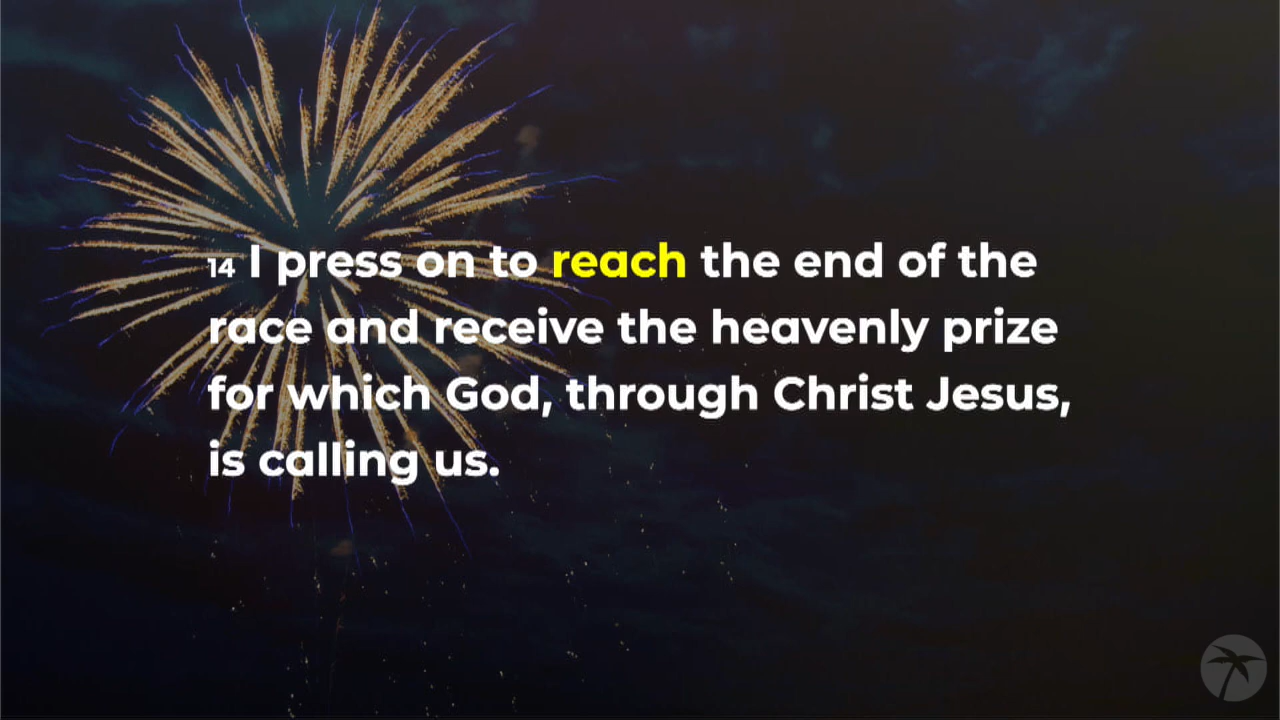 14 I press on to reach the end of the
race and receive the heavenly prize
for which God, through Christ Jesus,
is calling us.